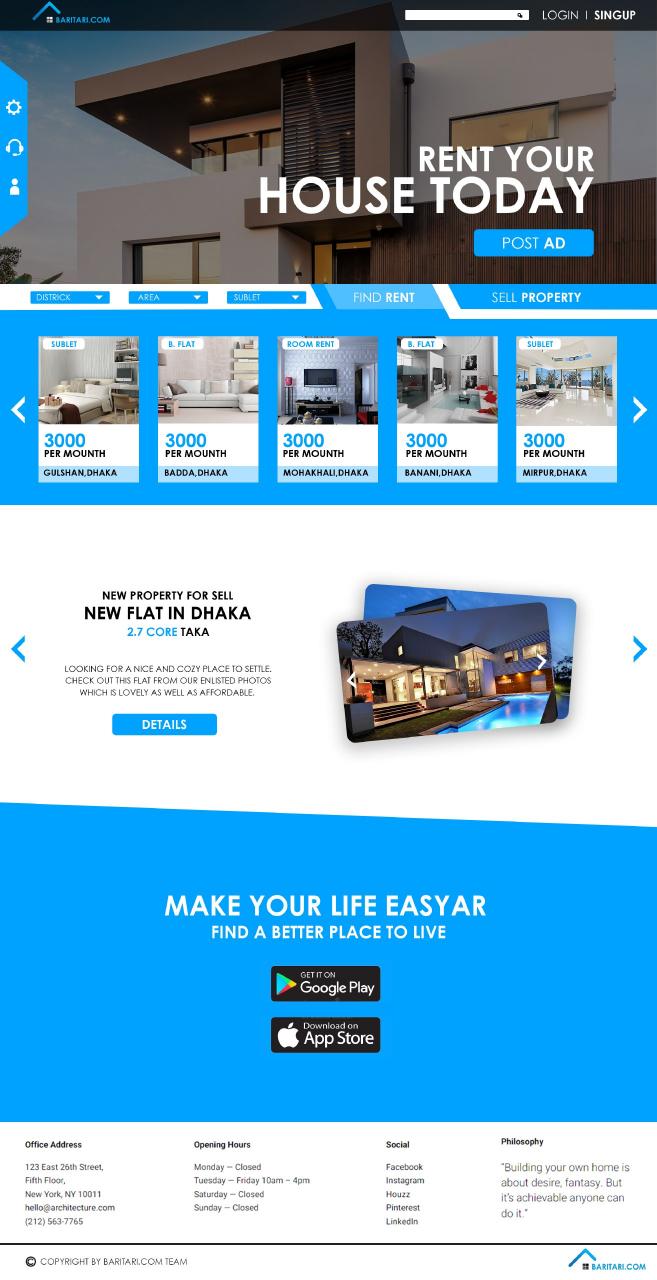 BARITARI.COM
LOGIN | SINGUP
RENT YOUR
HOUSE TODAY
POST AD
DISTRICK
AREA
SUBLET
FIND RENT
SELL PROPERTY
SUBLET
B. FLAT
ROOM RENT
B. FLAT
SUBLET
3000
PER MOUNTH
GULSHAN,DHAKA
3000
PER MOUNTH
BADDA,DHAKA
3000
PER MOUNTH
MOHAKHALI,DHAKA
3000
PER MOUNTH
BANANI,DHAKA
3000
PER MOUNTH
MIRPUR,DHAKA
NEW PROPERTY FOR SELL
NEW FLAT IN DHAKA
2.7 CORE TAKA
LOOKING FOR A NICE AND COZY PLACE TO SETTLE.
CHECK OUT THIS FLAT FROM OUR ENLISTED PHOTOS
WHICH IS LOVELY AS WELL AS AFFORDABLE.
DETAILS
MAKE YOUR LIFE EASYAR
FIND A BETTER PLACE TO LIVE
GET IT ON
Google Play
Download on
App Store
Office Address
123 East 26th Street,
Fifth Floor,
New York, NY 10011
hello@architecture.com
(212) 563-7765
Opening Hours
Monday — Closed
Tuesday — Friday 10am – 4pm
Saturday — Closed
Sunday — Closed
Social
Facebook
Instagram
Houzz
Pinterest
LinkedIn
Philosophy
“Building your own home is
about desire, fantasy. But
it's achievable anyone can
do it.”
© COPYRIGHT BY BARITARI.COM TEAM
BARITARI.COM